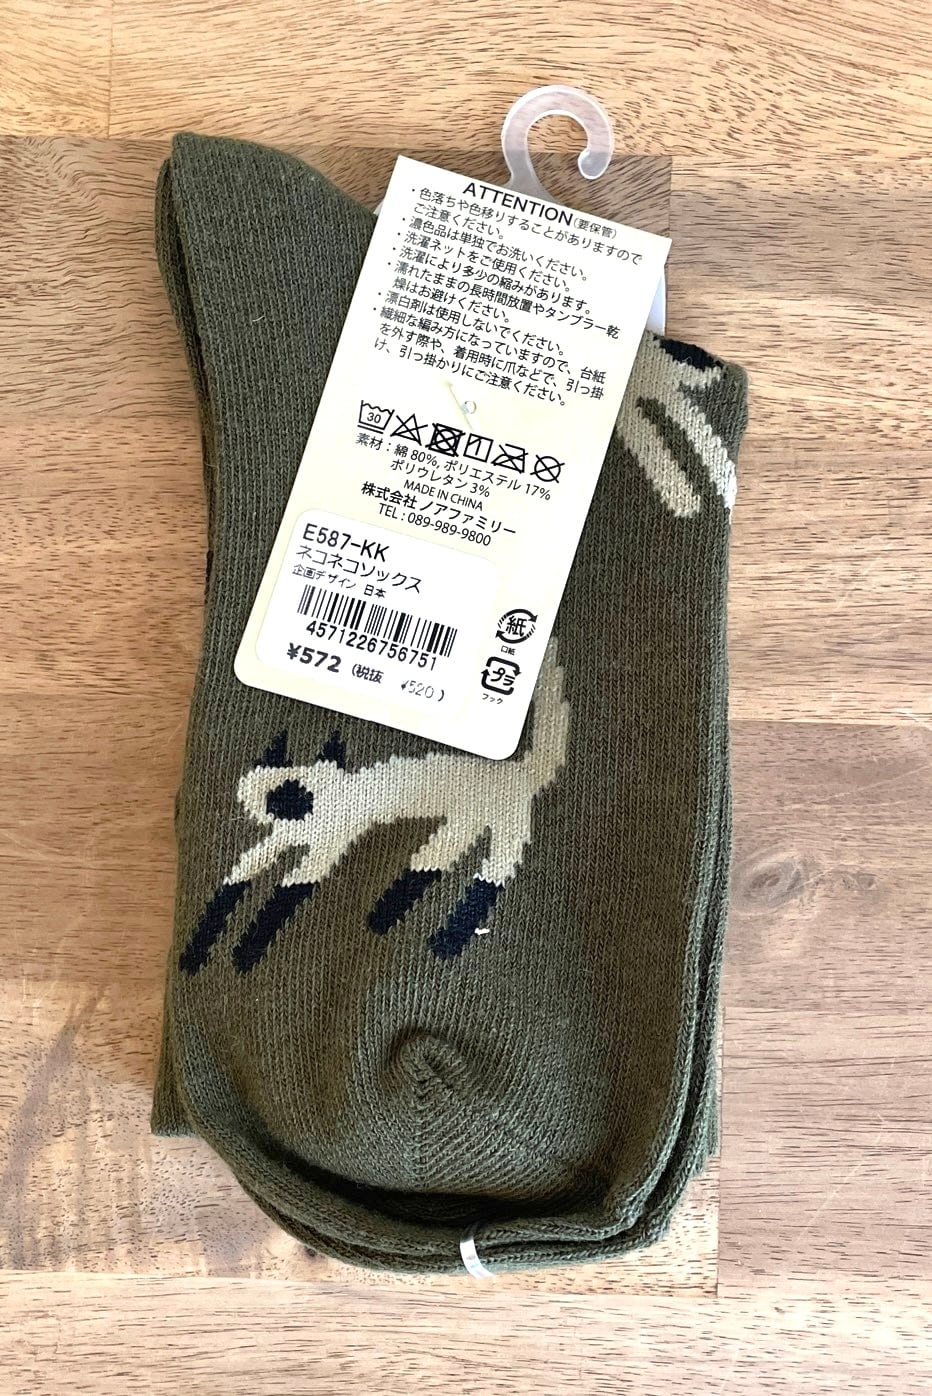 ATTENTION(要保管)
・色落ちや色移りすることがありますので
ご注意ください。
・濃色品は単独でお洗いください。
・洗濯ネットをご使用ください。
・洗濯により多少の縮みがあります。
・濡れたままの長時間放置やタンブラー乾
燥はお避けください。
・漂白剤は使用しないでください。
・繊細な編み方になっていますので、台紙
を外す際や、着用時に爪などで、引っ掛
け、引っ掛かりにご注意ください。
30
素材:綿 80%, ポリエステル 17%
ポリウレタン 3%
MADE IN CHINA
株式会社 ノアファミリー
TEL : 089-989-9800
E587-KK
ネコネコソックス
企画デザイン 日本
4571226756751
¥572 (税抜 ¥520)
紙
口紙
プラ
フック